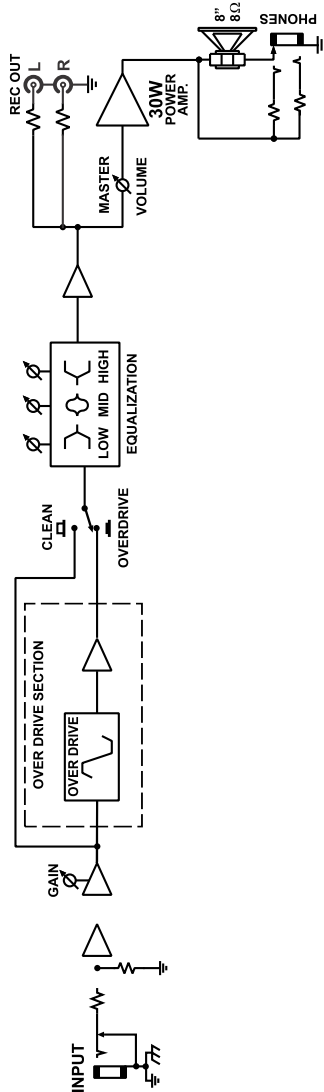 INPUT
GAIN
OVER DRIVE SECTION
OVER DRIVE
CLEAN
OVERDRIVE
LOW MID HIGH
EQUALIZATION
MASTER
VOLUME
REC OUT
L
R
30W
POWER
AMP.
8"
8Ω
PHONES